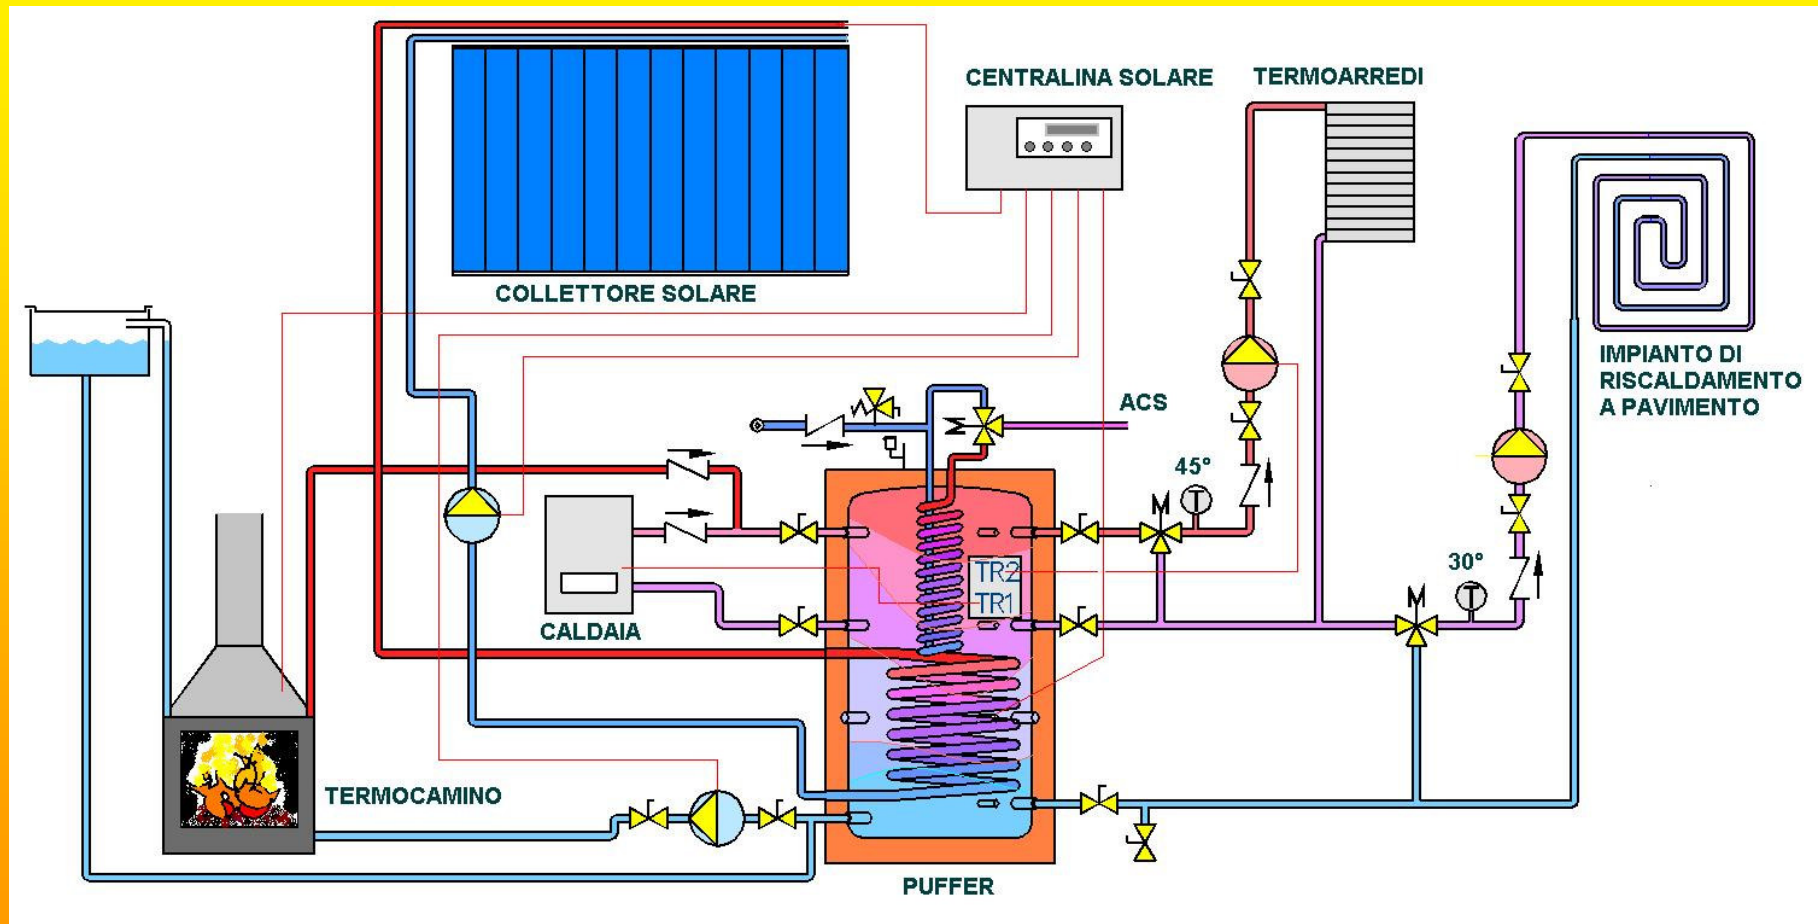 CENTRALINA SOLARE
TERMOARREDI
COLLETTORE SOLARE
IMPIANTO DI
RISCALDAMENTO
A PAVIMENTO
ACS
M
45°
M
T
TR2
TR1
30°
T
M
CALDAIA
TERMOCAMINO
PUFFER